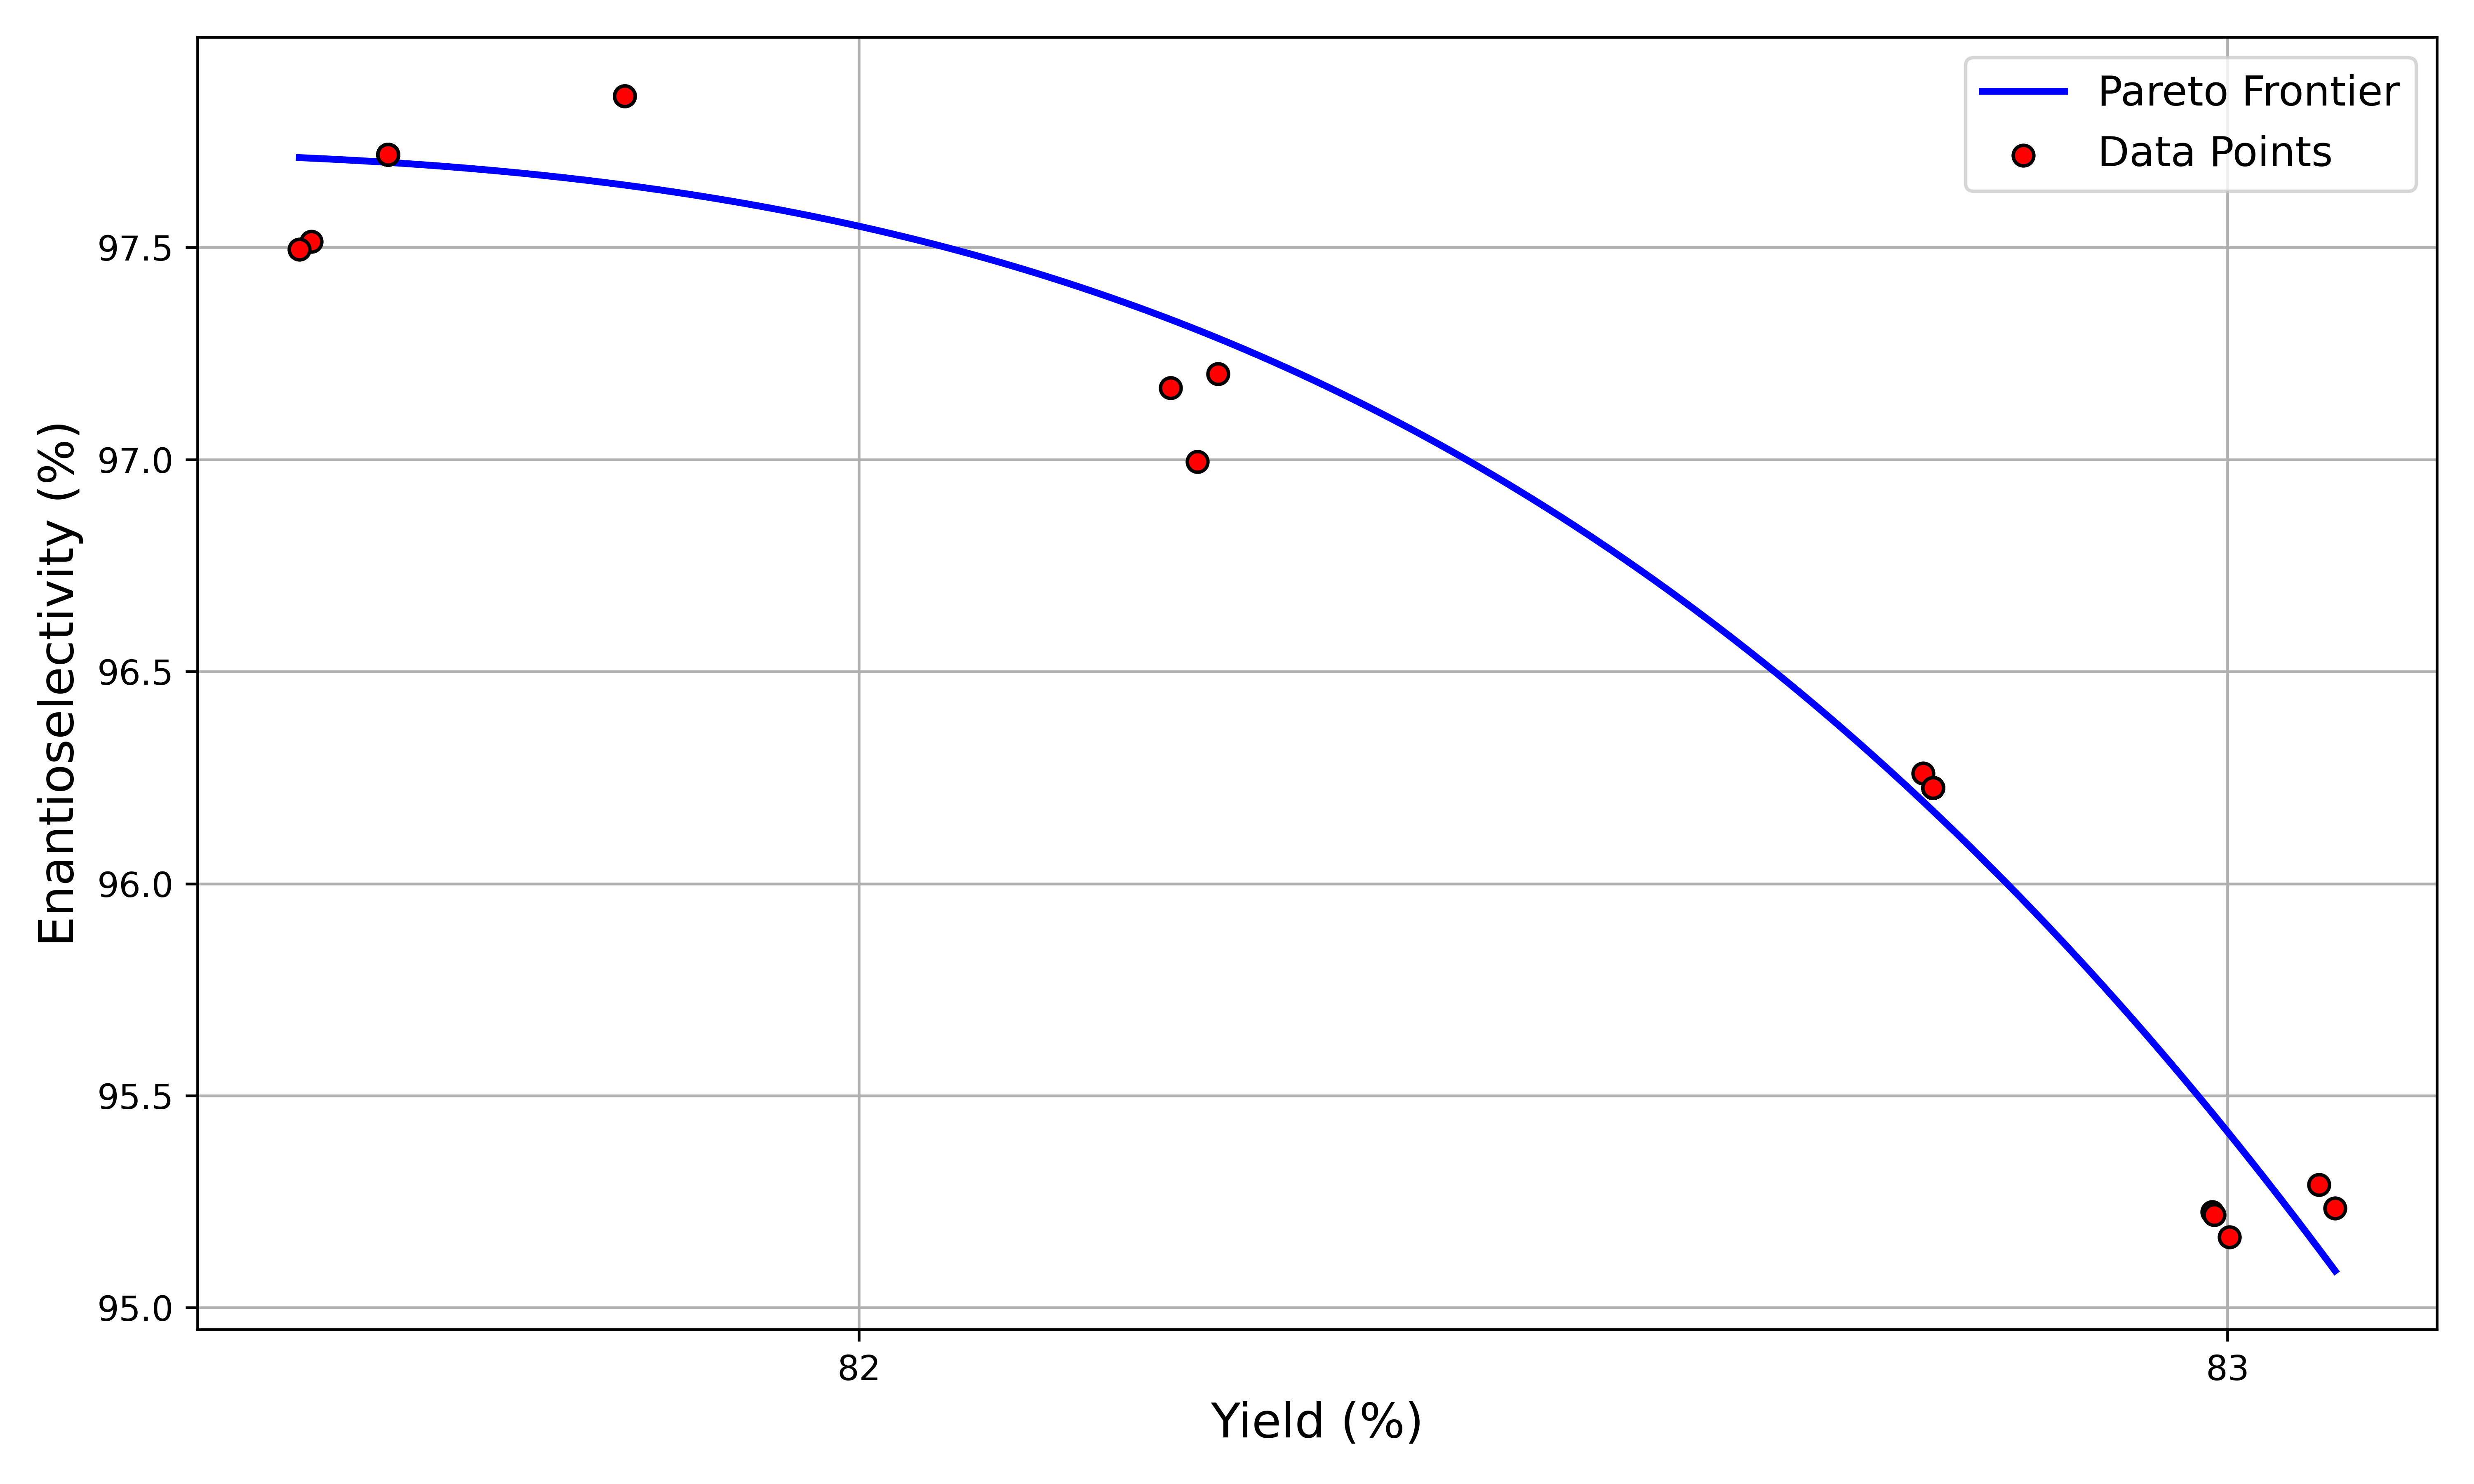 Pareto Frontier
Data Points
97.5
97.0
96.5
96.0
95.5
95.0
Enantioselectivity (%)
82
83
Yield (%)